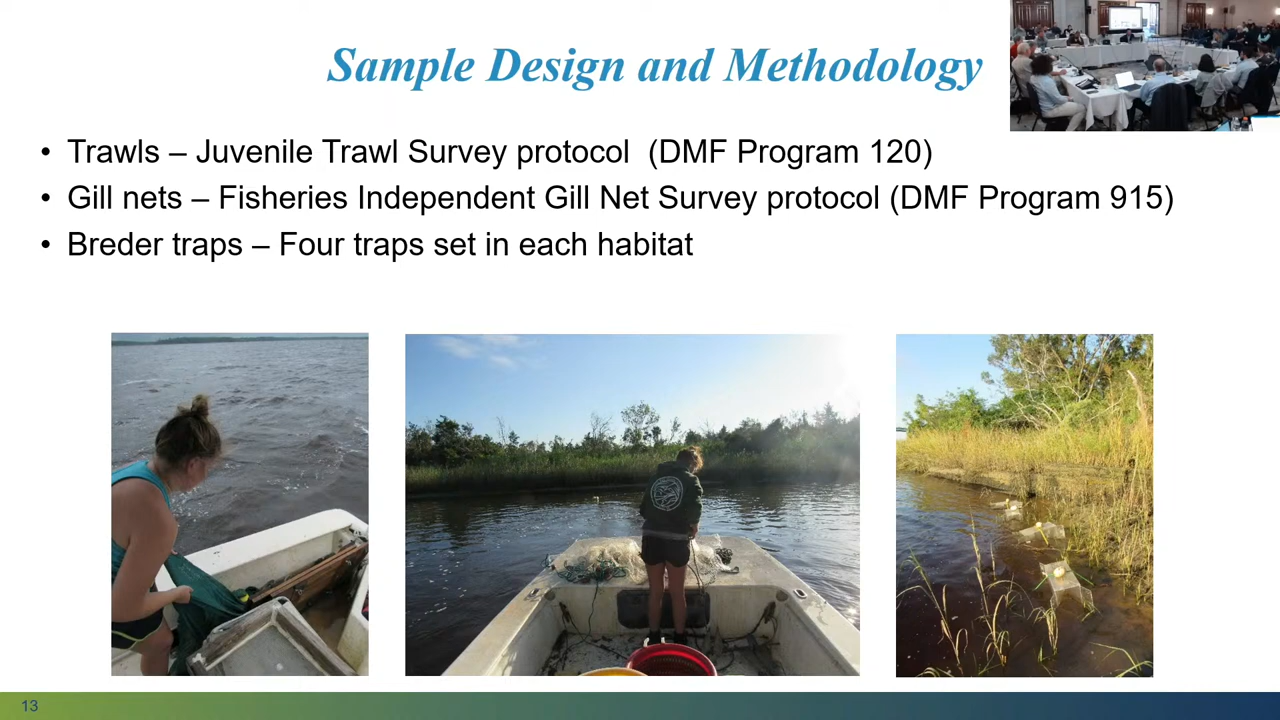 Sample Design and Methodology
• Trawls – Juvenile Trawl Survey protocol (DMF Program 120)
• Gill nets – Fisheries Independent Gill Net Survey protocol (DMF Program 915)
• Breder traps – Four traps set in each habitat
13